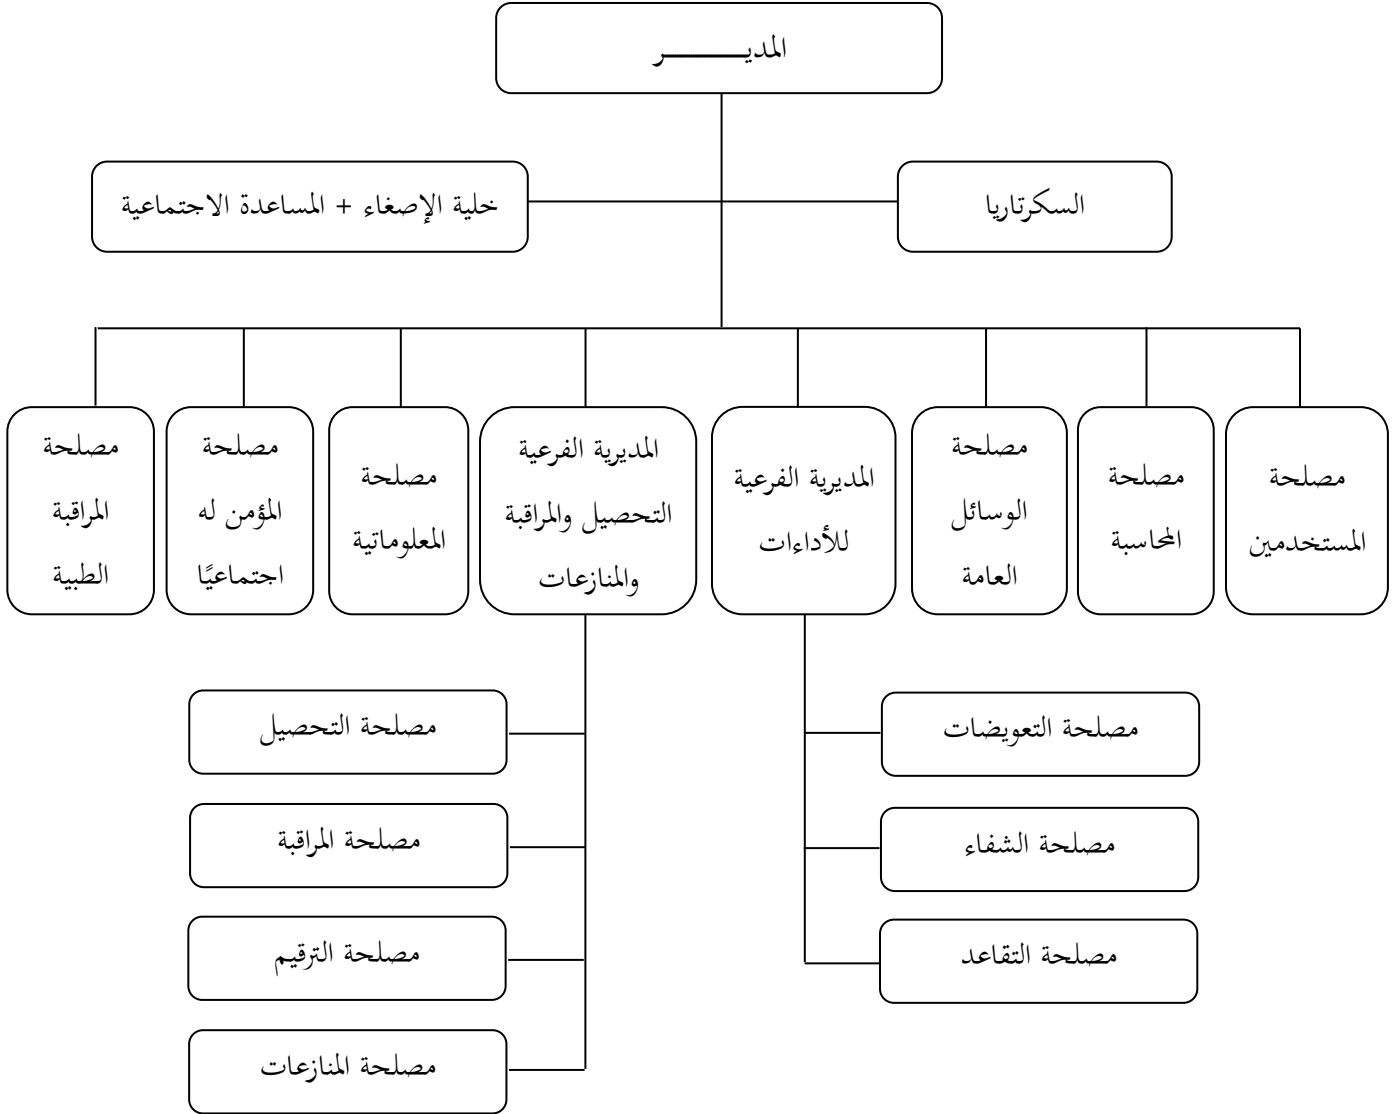 المديـــــــــر
السكرتاريا
خلية الإصغاء + المساعدة الاجتماعية
مصلحة
المستخدمين
مصلحة
المحاسبة
مصلحة
الوسائل
العامة
المديرية الفرعية
للأداءات
المديرية الفرعية
التحصيل والمراقبة
والمنازعات
مصلحة
المعلوماتية
مصلحة
المؤمن له
اجتماعيًا
مصلحة
المراقبة
الطبية
مصلحة التعويضات
مصلحة الشفاء
مصلحة التقاعد
مصلحة التحصيل
مصلحة المراقبة
مصلحة الترقيم
مصلحة المنازعات